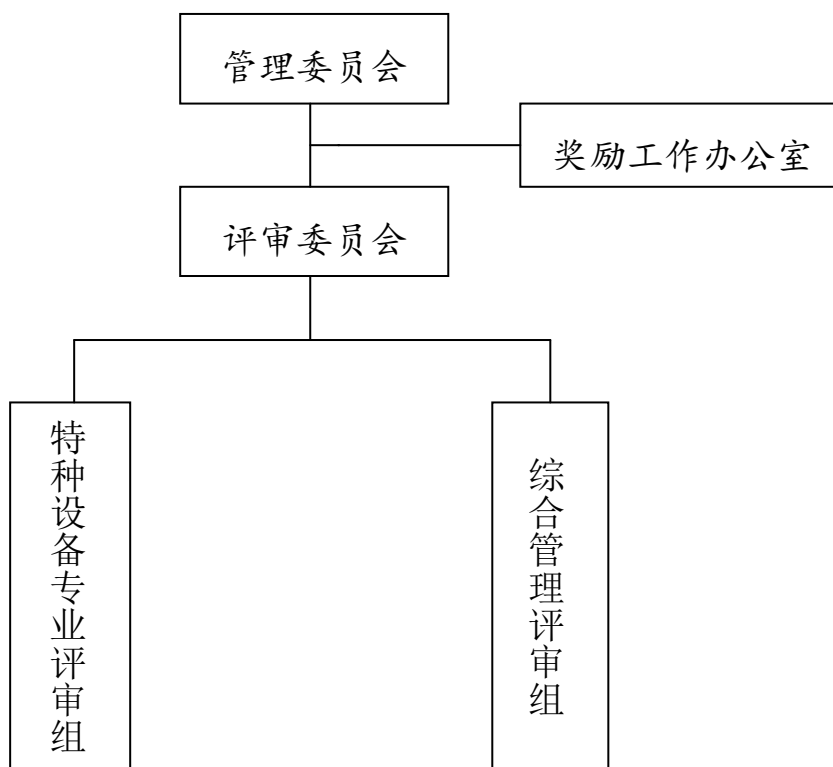 管理委员会
奖励工作办公室
评审委员会
特种设备专业评审组
综合管理评审组